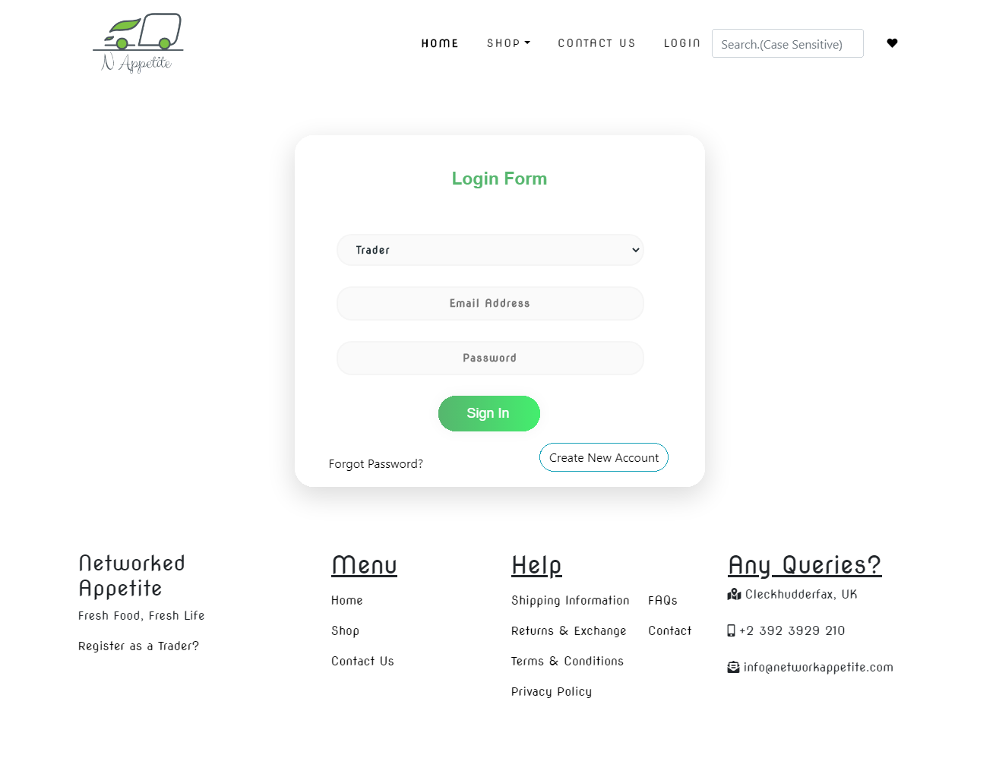 N Appetite
HOME SHOP CONTACT US LOGIN Search.(Case Sensitive)
Login Form
Trader
Email Address
Password
Sign In
Forgot Password? Create New Account
Networked
Appetite
Fresh Food, Fresh Life
Register as a Trader?
Menu
Home
Shop
Contact Us
Help
Shipping Information
Returns & Exchange
Terms & Conditions
Privacy Policy
FAQs
Contact
Any Queries?
Cleckhudderfax, UK
+2 392 3929 210
info@networkappetite.com